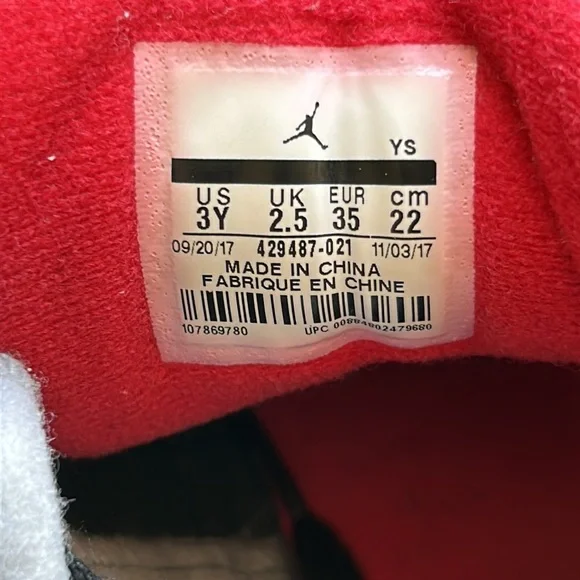 YS
US UK EUR cm
3Y 2.5 35 22
09/20/17 429487-021 11/03/17
MADE IN CHINA
FABRIQUE EN CHINE
107869780 UPC 00884802479680